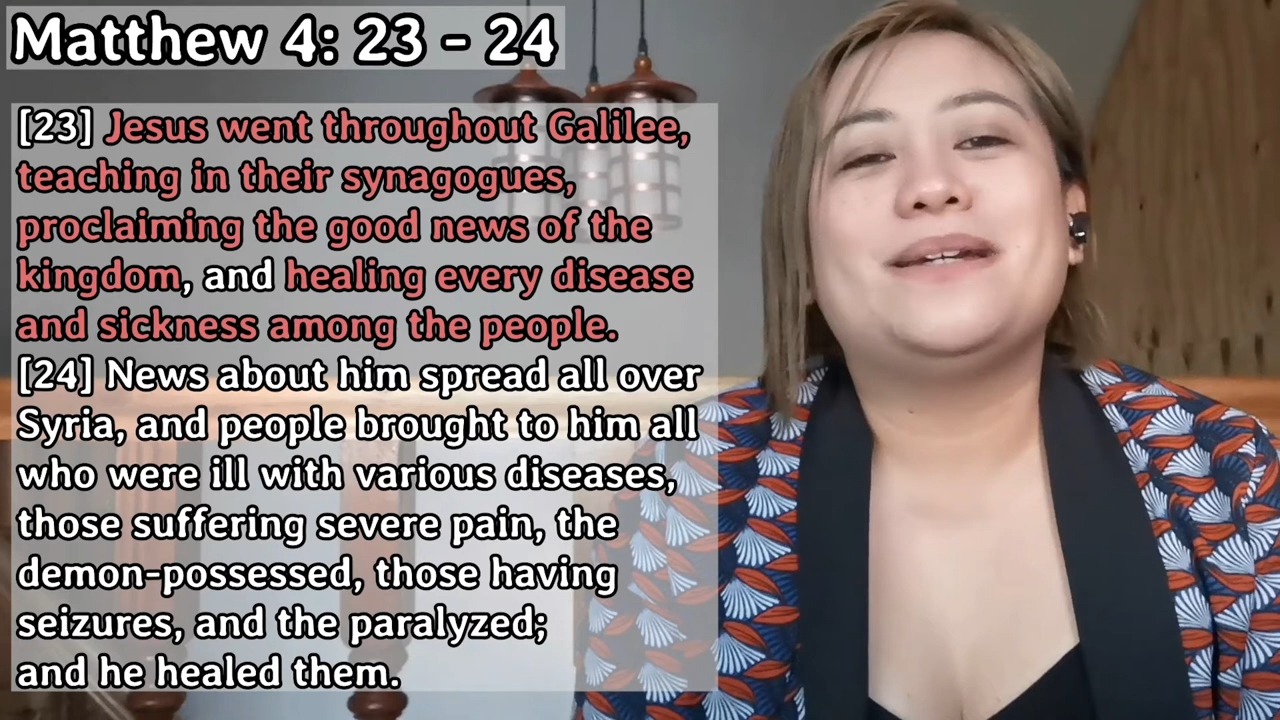 Matthew 4: 23 - 24
[23] Jesus went throughout Galilee,
teaching in their synagogues,
proclaiming the good news of the
kingdom, and healing every disease
and sickness among the people.
[24] News about him spread all over
Syria, and people brought to him all
who were ill with various diseases,
those suffering severe pain, the
demon-possessed, those having
seizures, and the paralyzed;
and he healed them.